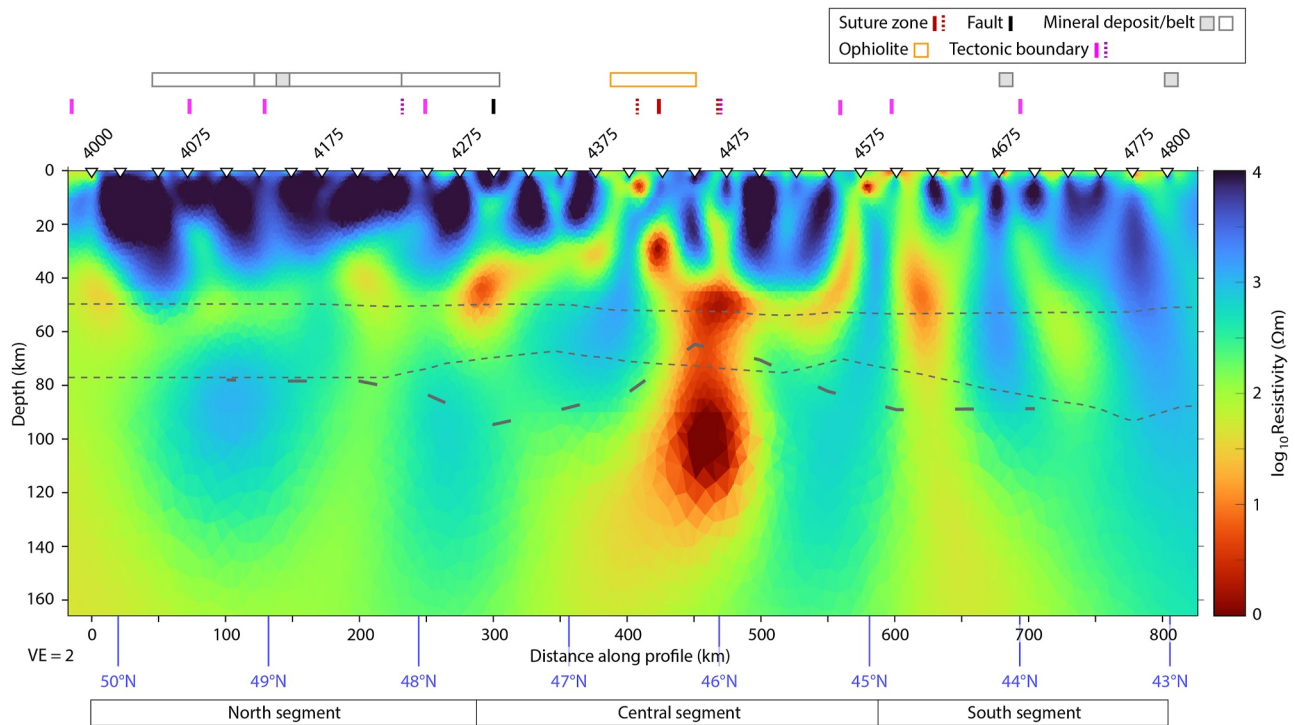 Suture zone Fault Mineral deposit/belt
Ophiolite Tectonic boundary
4000 4075 4175 4275 4375 4475 4575 4675 4775 4800
0
20
40
60
80
100
120
140
160
Depth (km)
4
3
2
1
0
log10 Resistivity (Ωm)
0 100 200 300 400 500 600 700 800
VE = 2
Distance along profile (km)
50°N 49°N 48°N 47°N 46°N 45°N 44°N 43°N
North segment Central segment South segment